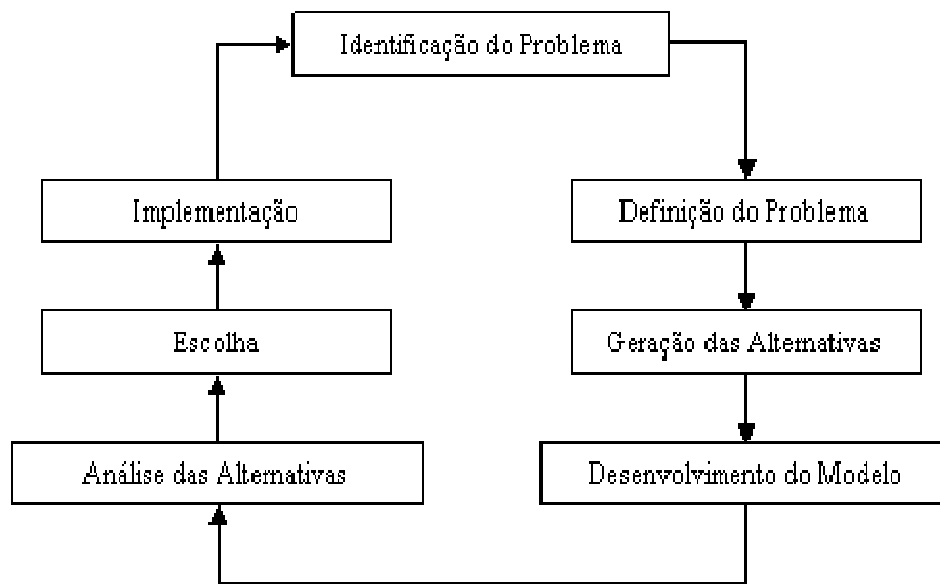 Identificação do Problema
Definição do Problema
Geração das Alternativas
Desenvolvimento do Modelo
Análise das Alternativas
Escolha
Implementação